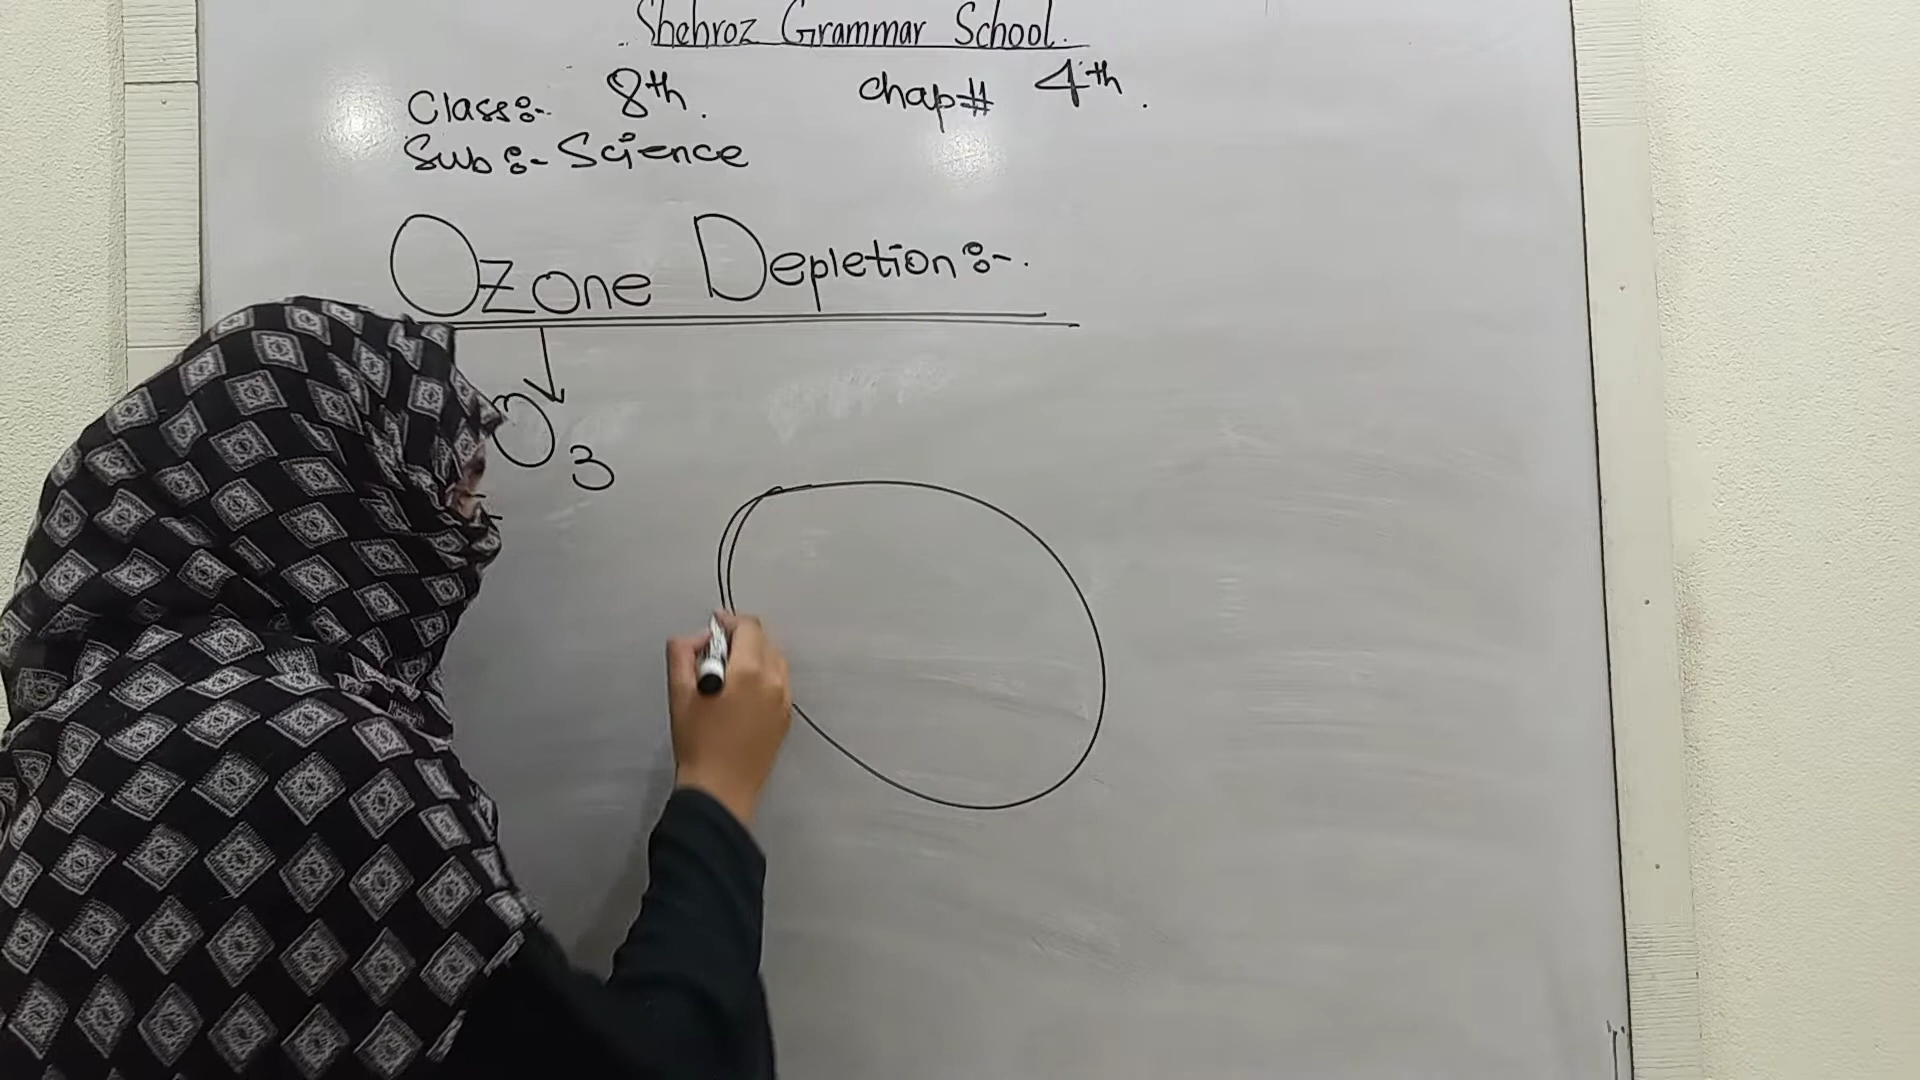 Shehroz Grammar School.
Class:- 8th. Chap# 4th.
Sub:- Science
Ozone Depletion:-.
O3